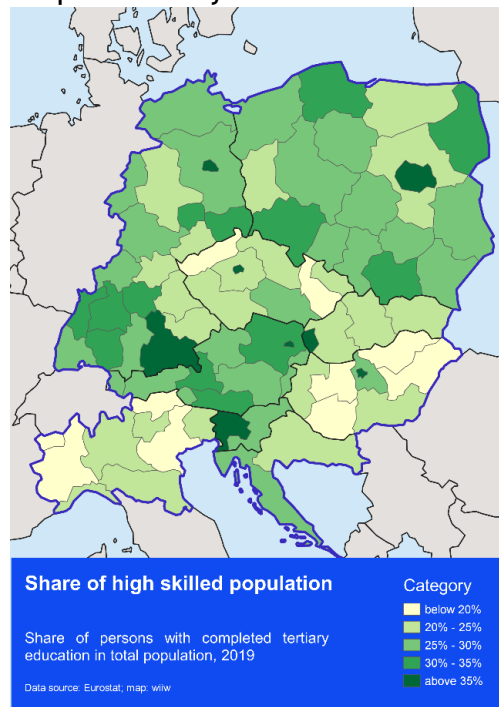 Share of high skilled population
Share of persons with completed tertiary
education in total population, 2019
Data source: Eurostat; map: wiiw
Category
below 20%
20% - 25%
25% - 30%
30% - 35%
above 35%